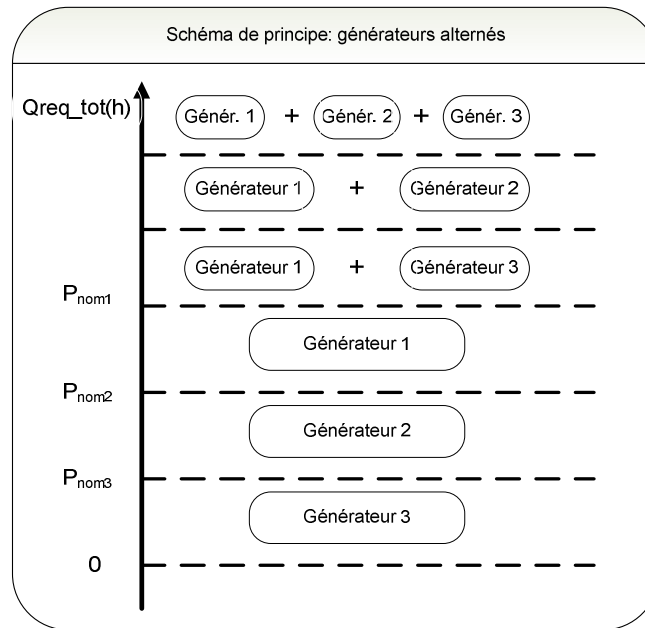 Schéma de principe: générateurs alternés
Qreq_tot(h)
Génér. 1 + Génér. 2 + Génér. 3
Générateur 1 + Générateur 2
Générateur 1 + Générateur 3
Pnom1
Générateur 1
Pnom2
Générateur 2
Pnom3
Générateur 3
0